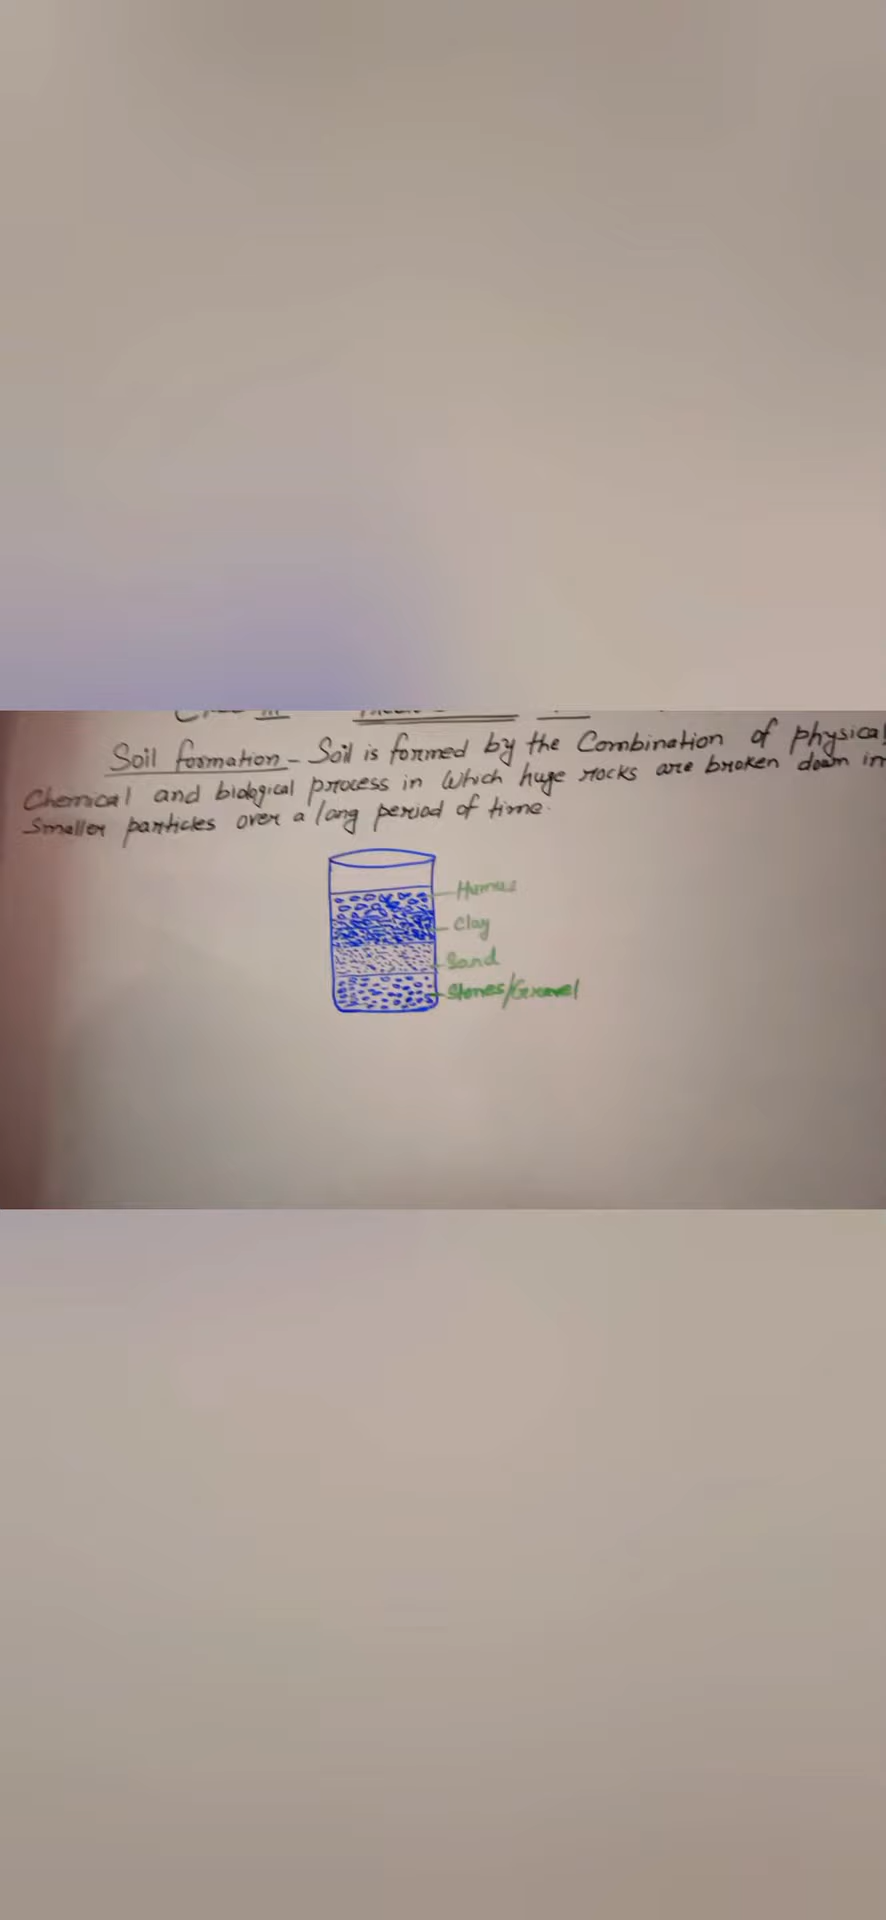 Soil formation - Soil is formed by the Combination of physical
Chemical and biological process in which huge rocks are broken down in
Smaller particles over a long period of time.
Humus
Clay
Sand
Stones/Gravel